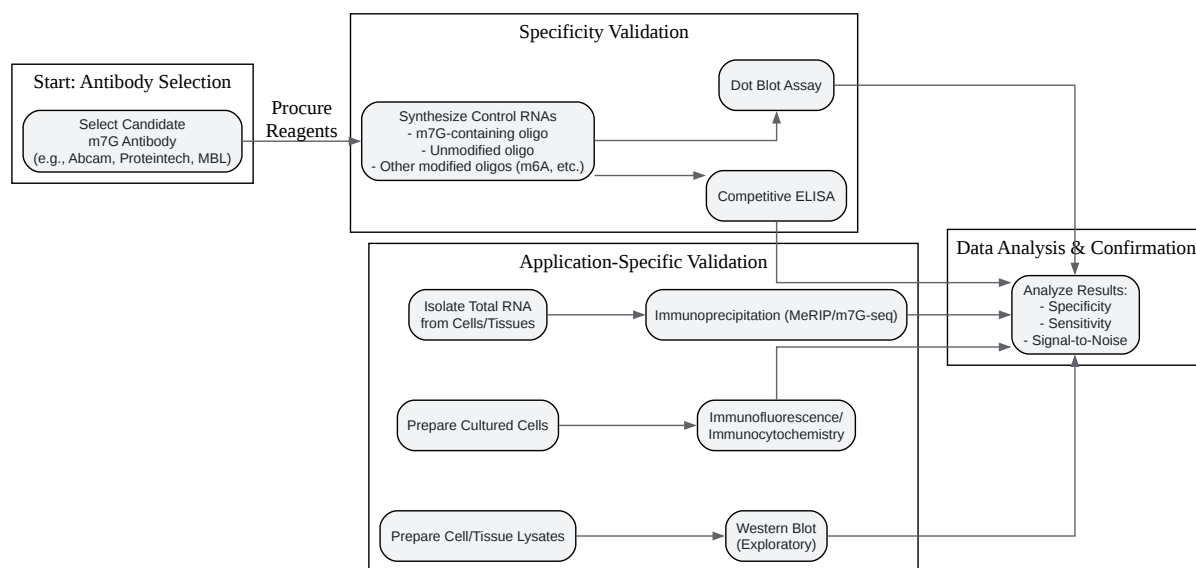 Start: Antibody Selection
Select Candidate
m7G Antibody
(e.g., Abcam, Proteintech, MBL)
Procure
Reagents
Specificity Validation
Synthesize Control RNAs
- m7G-containing oligo
- Unmodified oligo
- Other modified oligos (m6A, etc.)
Dot Blot Assay
Competitive ELISA
Application-Specific Validation
Isolate Total RNA
from Cells/Tissues
Immunoprecipitation (MeRIP/m7G-seq)
Prepare Cultured Cells
Immunofluorescence/
Immunocytochemistry
Prepare Cell/Tissue Lysates
Western Blot
(Exploratory)
Data Analysis & Confirmation
Analyze Results:
- Specificity
- Sensitivity
- Signal-to-Noise